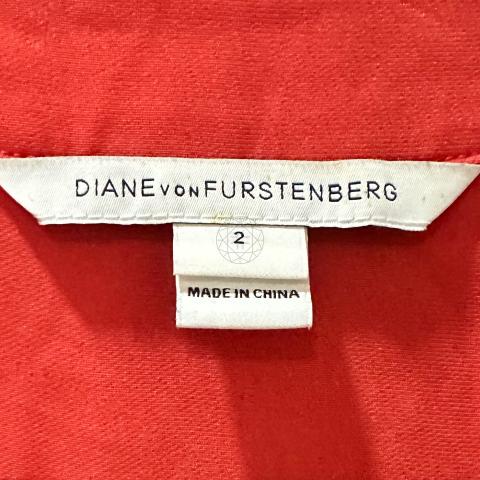 DIANE VON FURSTENBERG
2
MADE IN CHINA